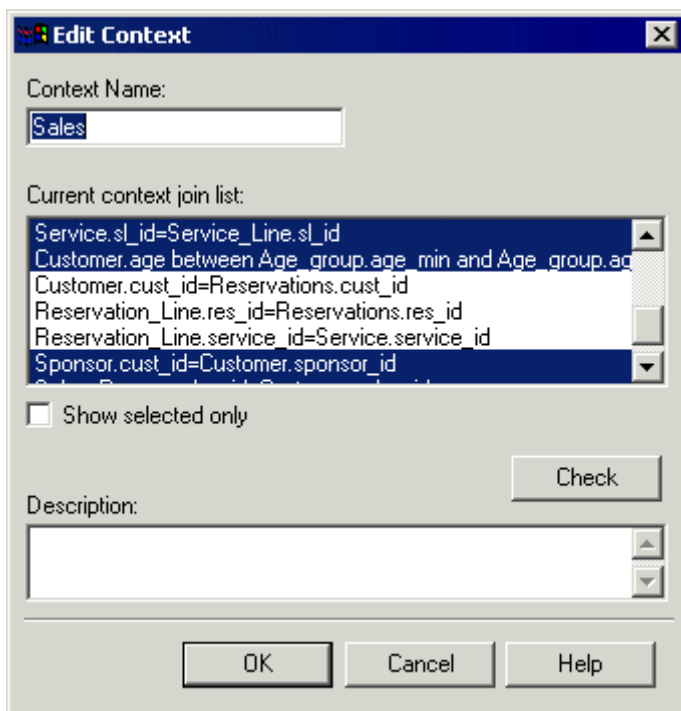 Edit Context
Context Name:
Sales
Current context join list:
Service.sl_id=Service_Line.sl_id
Customer.age between Age_group.age_min and Age_group.ag
Customer.cust_id=Reservations.cust_id
Reservation_Line.res_id=Reservations.res_id
Reservation_Line.service_id=Service.service_id
Sponsor.cust_id=Customer.sponsor_id
Show selected only
Check
Description:
OK
Cancel
Help